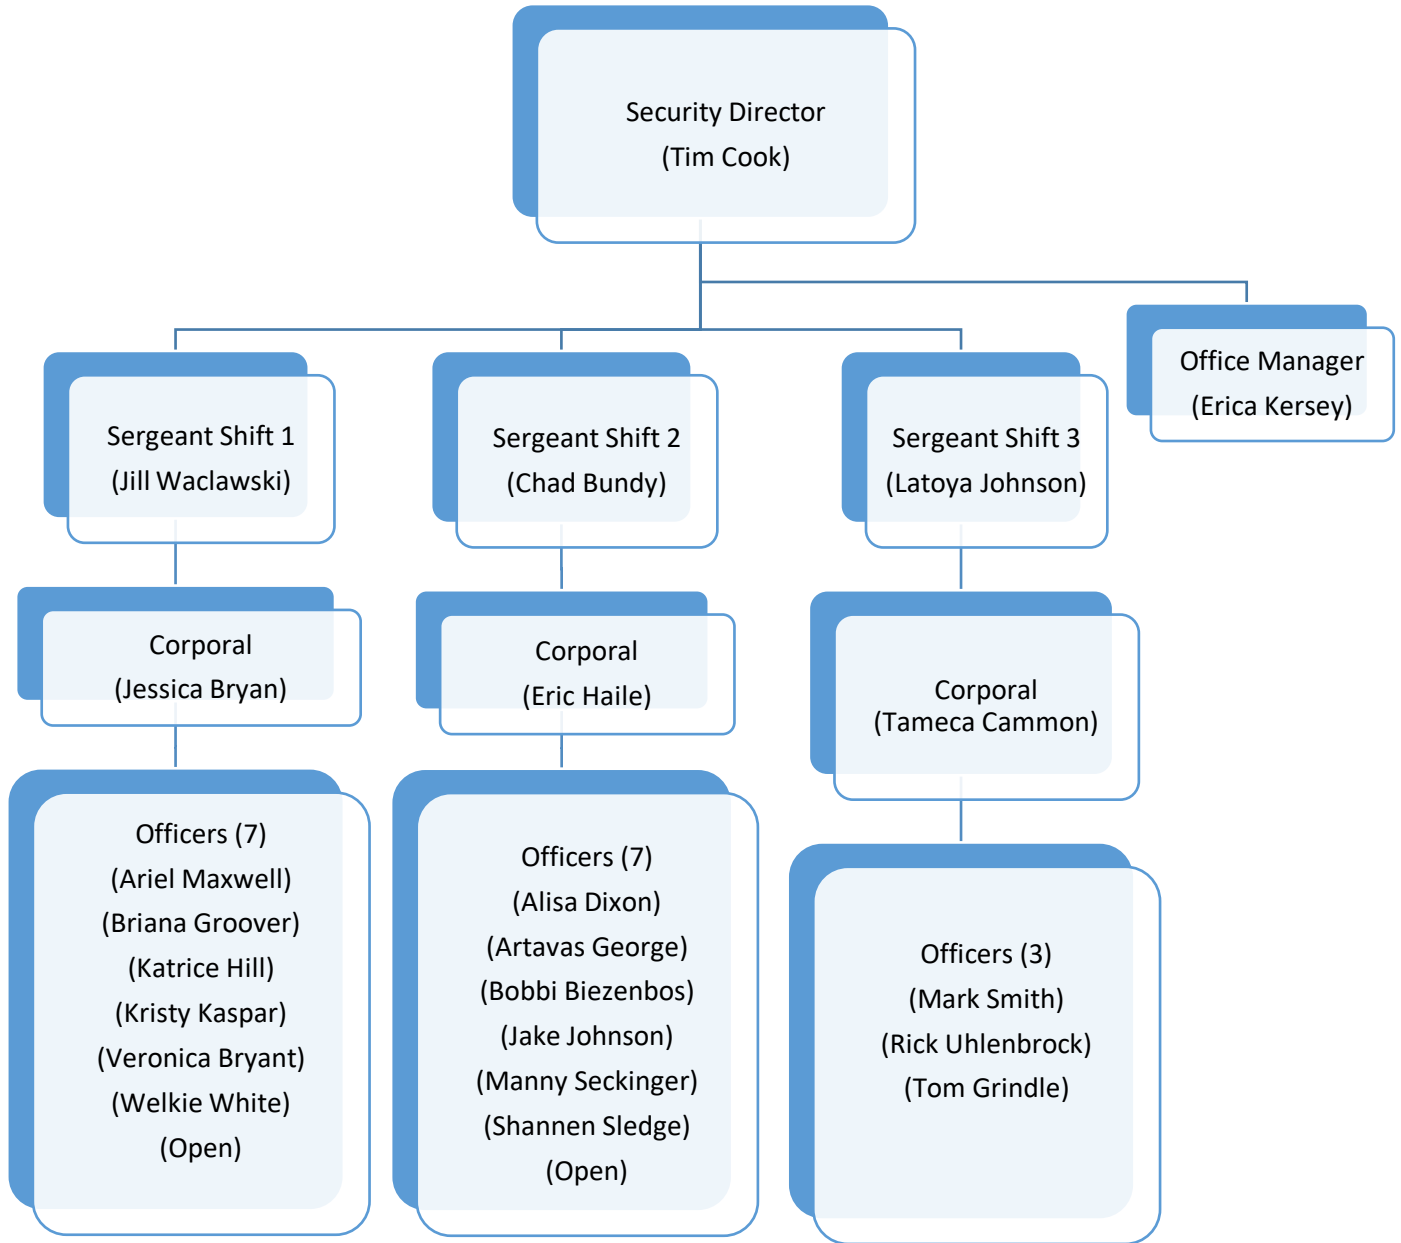 Security Director
(Tim Cook)
Office Manager
(Erica Kersey)
Sergeant Shift 1
(Jill Waclawski)
Sergeant Shift 2
(Chad Bundy)
Sergeant Shift 3
(Latoya Johnson)
Corporal
(Jessica Bryan)
Corporal
(Eric Haile)
Corporal
(Tameca Cammon)
Officers (7)
(Ariel Maxwell)
(Briana Groover)
(Katrice Hill)
(Kristy Kaspar)
(Veronica Bryant)
(Welkie White)
(Open)
Officers (7)
(Alisa Dixon)
(Artavas George)
(Bobbi Biezenbos)
(Jake Johnson)
(Manny Seckinger)
(Shannen Sledge)
(Open)
Officers (3)
(Mark Smith)
(Rick Uhlenbrock)
(Tom Grindle)